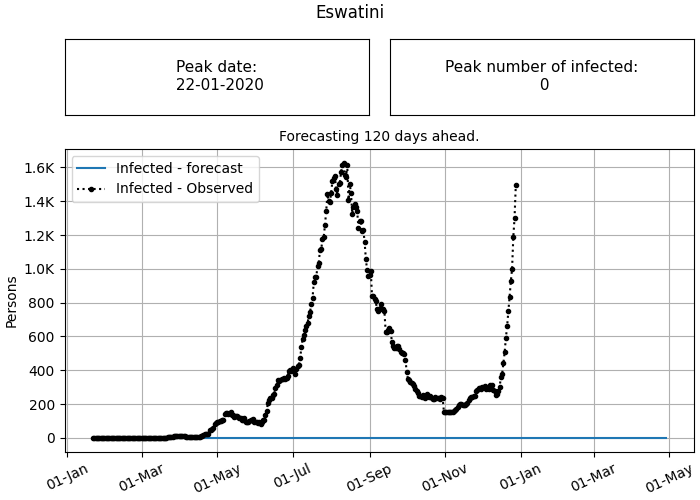 Eswatini
Peak date:
22-01-2020
Peak number of infected:
0
Forecasting 120 days ahead.
Infected - forecast
Infected - Observed
Persons
1.6K
1.4K
1.2K
1.0K
800
600
400
200
0
01-Jan
01-Mar
01-May
01-Jul
01-Sep
01-Nov
01-Jan
01-Mar
01-May